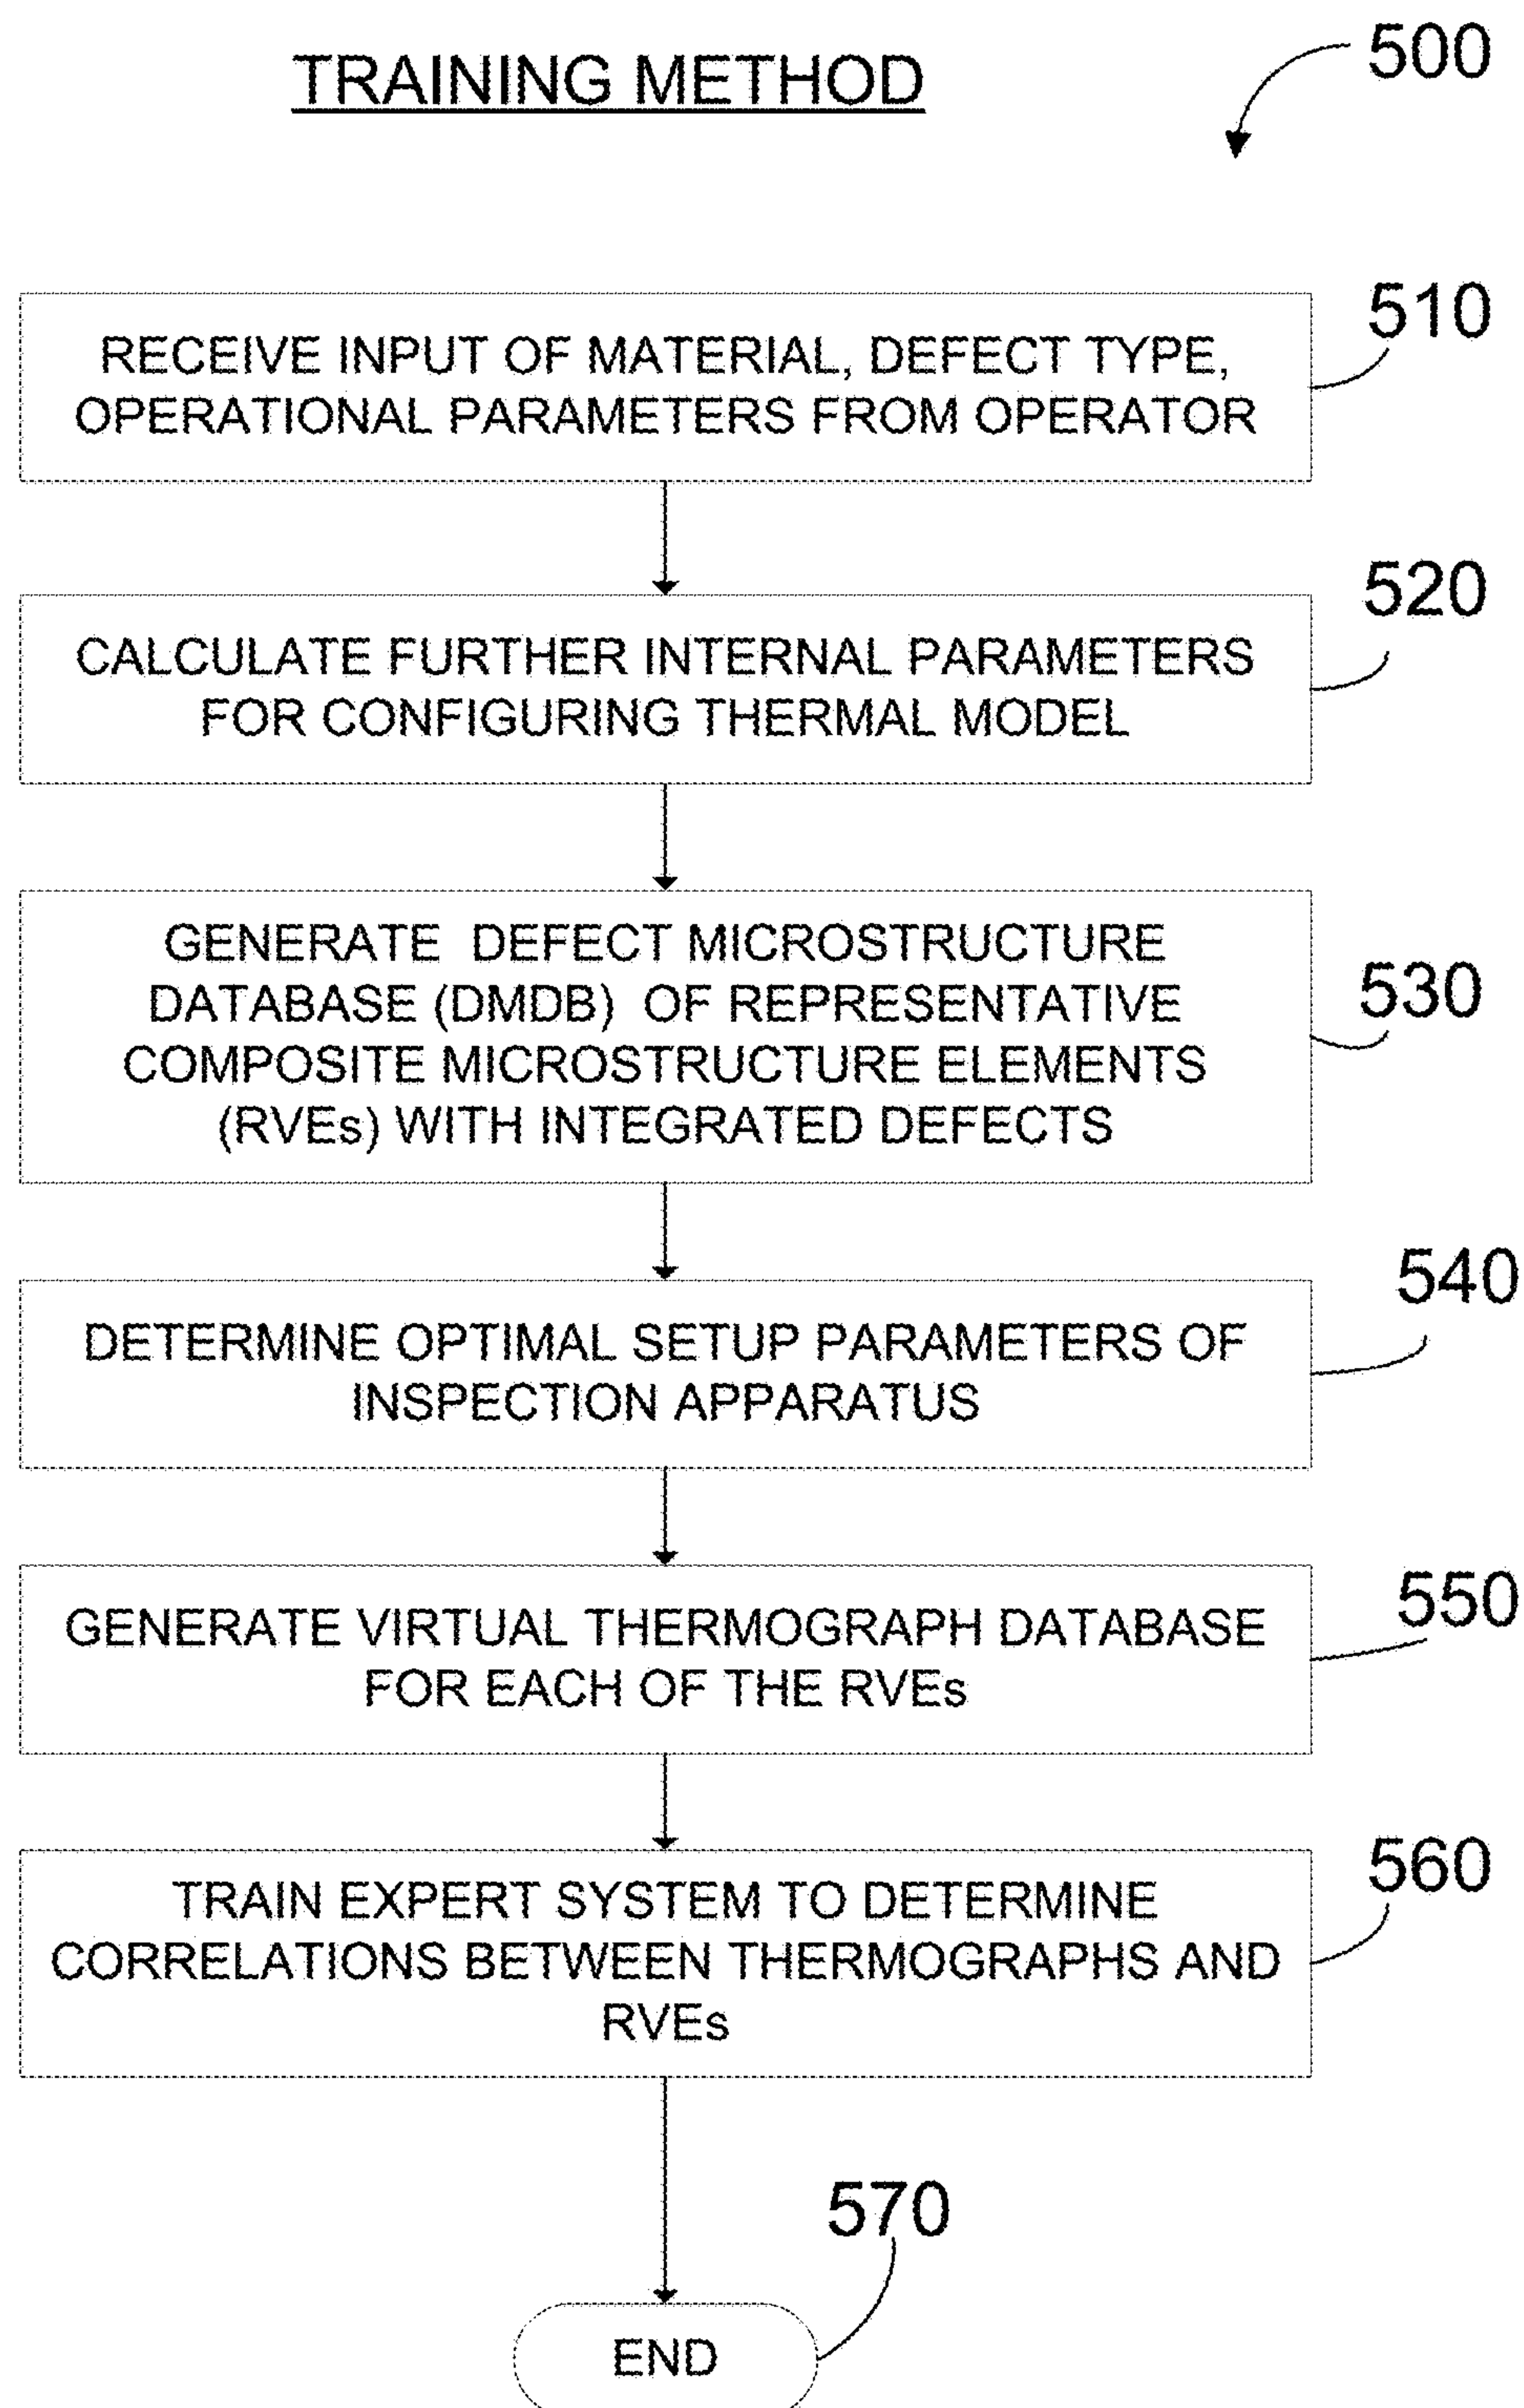 TRAINING METHOD
500
510
RECEIVE INPUT OF MATERIAL, DEFECT TYPE,
OPERATIONAL PARAMETERS FROM OPERATOR
520
CALCULATE FURTHER INTERNAL PARAMETERS
FOR CONFIGURING THERMAL MODEL
530
GENERATE DEFECT MICROSTRUCTURE
DATABASE (DMDB) OF REPRESENTATIVE
COMPOSITE MICROSTRUCTURE ELEMENTS
(RVEs) WITH INTEGRATED DEFECTS
540
DETERMINE OPTIMAL SETUP PARAMETERS OF
INSPECTION APPARATUS
550
GENERATE VIRTUAL THERMOGRAPH DATABASE
FOR EACH OF THE RVEs
560
TRAIN EXPERT SYSTEM TO DETERMINE
CORRELATIONS BETWEEN THERMOGRAPHS AND
RVEs
570
END